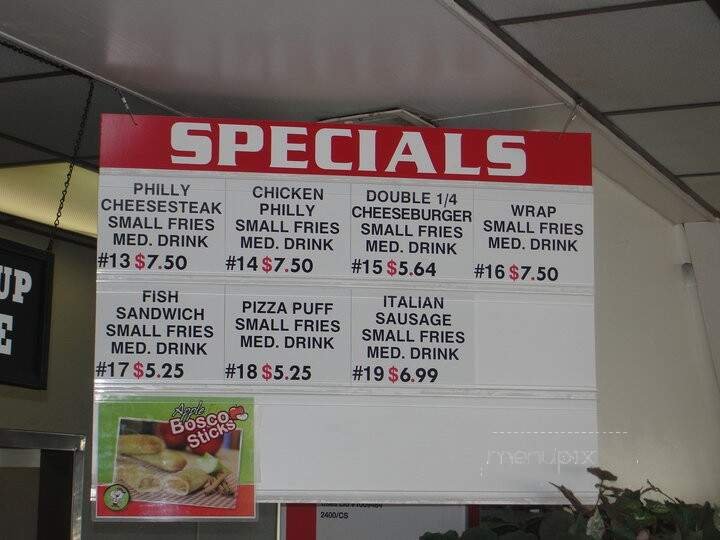 SPECIALS
PHILLY
CHEESESTEAK
SMALL FRIES
MED. DRINK
#13 $7.50
CHICKEN
PHILLY
SMALL FRIES
MED. DRINK
#14 $7.50
DOUBLE 1/4
CHEESEBURGER
SMALL FRIES
MED. DRINK
#15 $5.64
WRAP
SMALL FRIES
MED. DRINK
#16 $7.50
FISH
SANDWICH
SMALL FRIES
MED. DRINK
#17 $5.25
PIZZA PUFF
SMALL FRIES
MED. DRINK
#18 $5.25
ITALIAN
SAUSAGE
SMALL FRIES
MED. DRINK
#19 $6.99
UP
E
Apple
BOSCO
Sticks
menupix
2400/CS